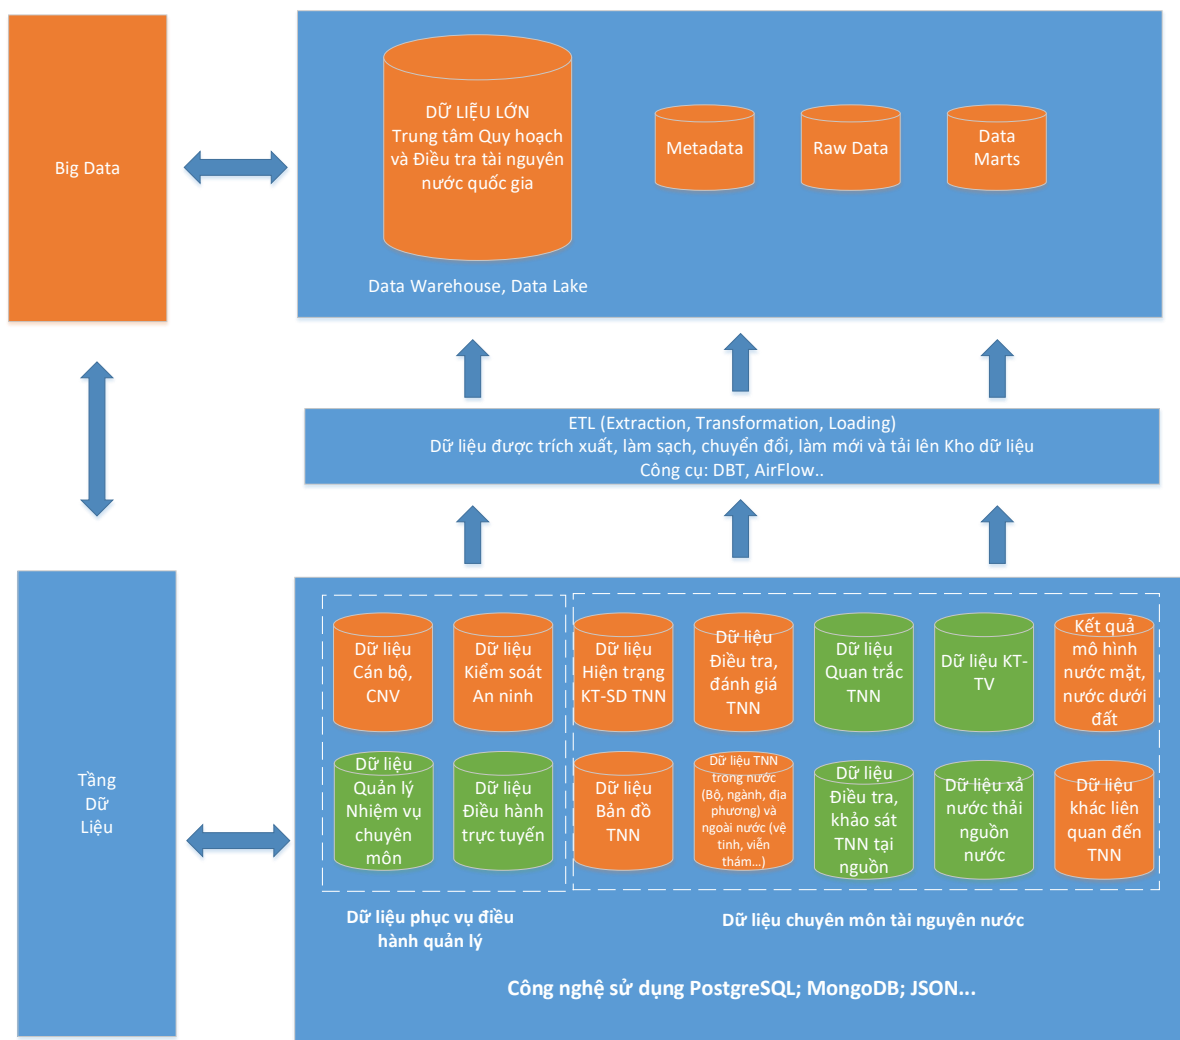 Big Data
DỮ LIỆU LỚN
Trung tâm Quy hoạch
và Điều tra tài nguyên
nước quốc gia
Metadata
Raw Data
Data
Marts
Data Warehouse, Data Lake
ETL (Extraction, Transformation, Loading)
Dữ liệu được trích xuất, làm sạch, chuyển đổi, làm mới và tải lên Kho dữ liệu
Công cụ: DBT, AirFlow..
Tầng
Dữ
Liệu
Dữ liệu
Cán bộ,
CNV
Dữ liệu
Kiểm soát
An ninh
Dữ liệu
Hiện trạng
KT-SD TNN
Dữ liệu
Điều tra,
đánh giá
TNN
Dữ liệu
Quan trắc
TNN
Dữ liệu KT-
TV
Kết quả
mô hình
nước mặt,
nước dưới
đất
Dữ liệu
Quản lý
Nhiệm vụ
chuyên
môn
Dữ liệu
Điều hành
trực tuyến
Dữ liệu
Bản đồ
TNN
Dữ liệu TNN
trong nước
(Bộ, ngành, địa
phương) và
ngoài nước (vệ
tinh, viễn
thám...)
Dữ liệu
Điều tra,
khảo sát
TNN tại
nguồn
Dữ liệu xả
nước thải
nguồn
nước
Dữ liệu
khác liên
quan đến
TNN
Dữ liệu phục vụ điều
hành quản lý
Dữ liệu chuyên môn tài nguyên nước
Công nghệ sử dụng PostgreSQL; MongoDB; JSON...